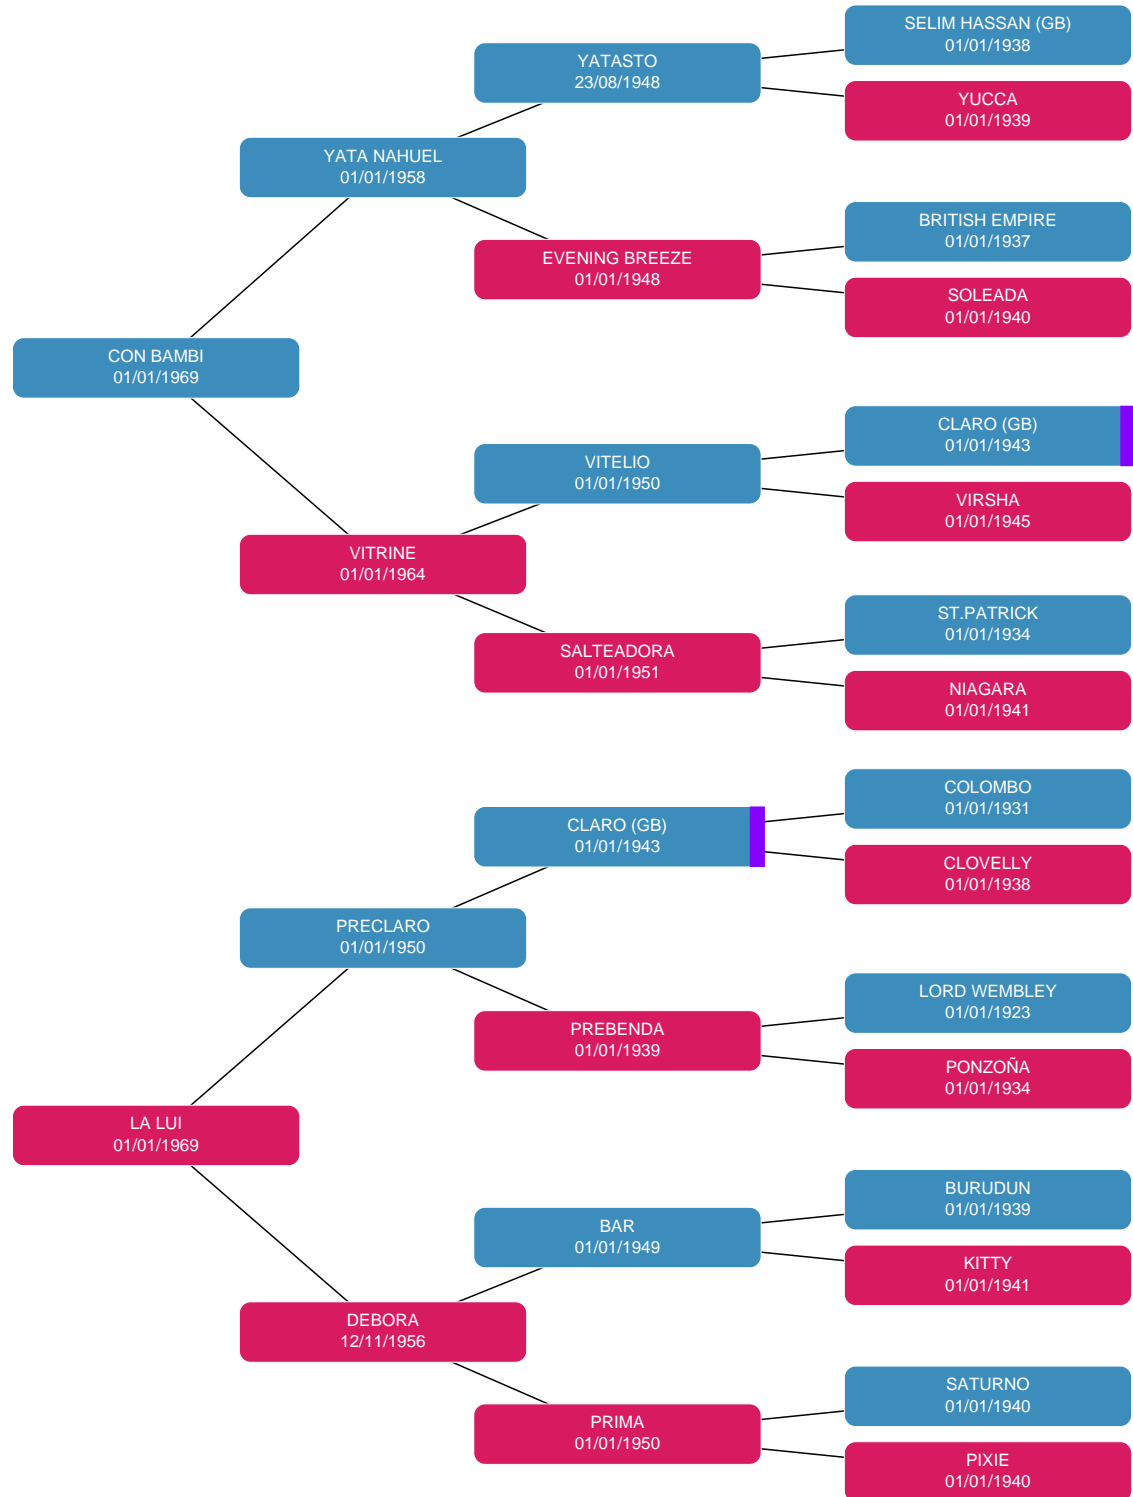 SELIM HASSAN (GB)
01/01/1938
YATASTO
23/08/1948
YUCCA
01/01/1939
YATA NAHUEL
01/01/1958
BRITISH EMPIRE
01/01/1937
EVENING BREEZE
01/01/1948
SOLEADA
01/01/1940
CON BAMBI
01/01/1969
CLARO (GB)
01/01/1943
VITELIO
01/01/1950
VIRSHA
01/01/1945
VITRINE
01/01/1964
ST.PATRICK
01/01/1934
SALTEADORA
01/01/1951
NIAGARA
01/01/1941
COLOMBO
01/01/1931
CLARO (GB)
01/01/1943
CLOVELLY
01/01/1938
PRECLARO
01/01/1950
LORD WEMBLEY
01/01/1923
PREBENDA
01/01/1939
PONZOÑA
01/01/1934
LA LUI
01/01/1969
BURUDUN
01/01/1939
BAR
01/01/1949
KITTY
01/01/1941
DEBORA
12/11/1956
SATURNO
01/01/1940
PRIMA
01/01/1950
PIXIE
01/01/1940